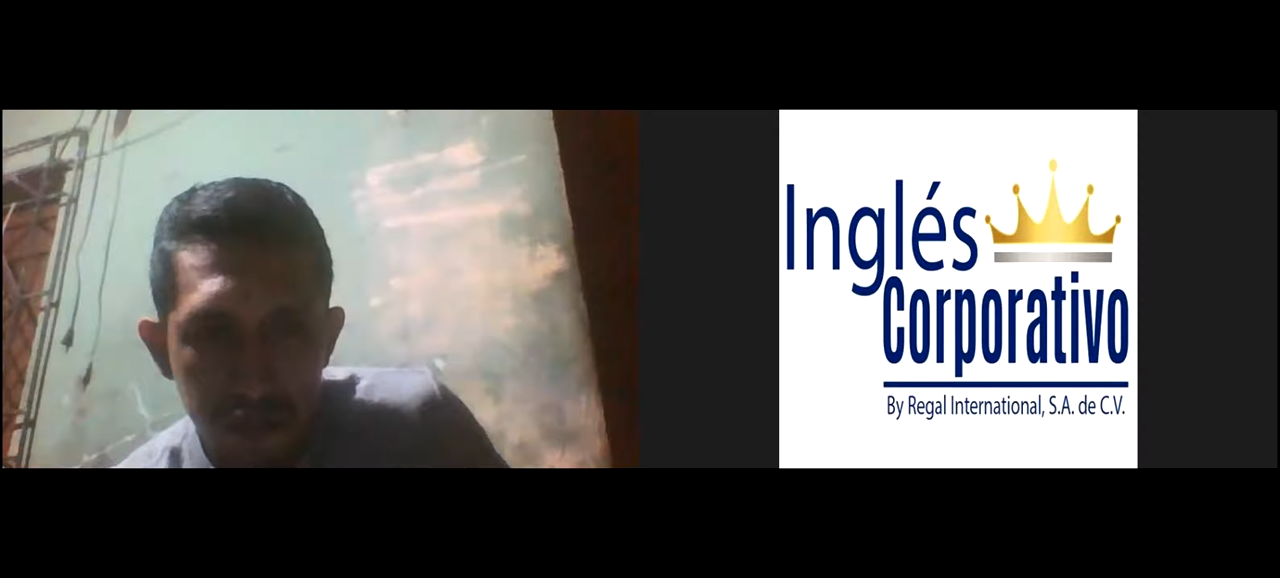 Inglés
Corporativo
By Regal International, S.A. de C.V.